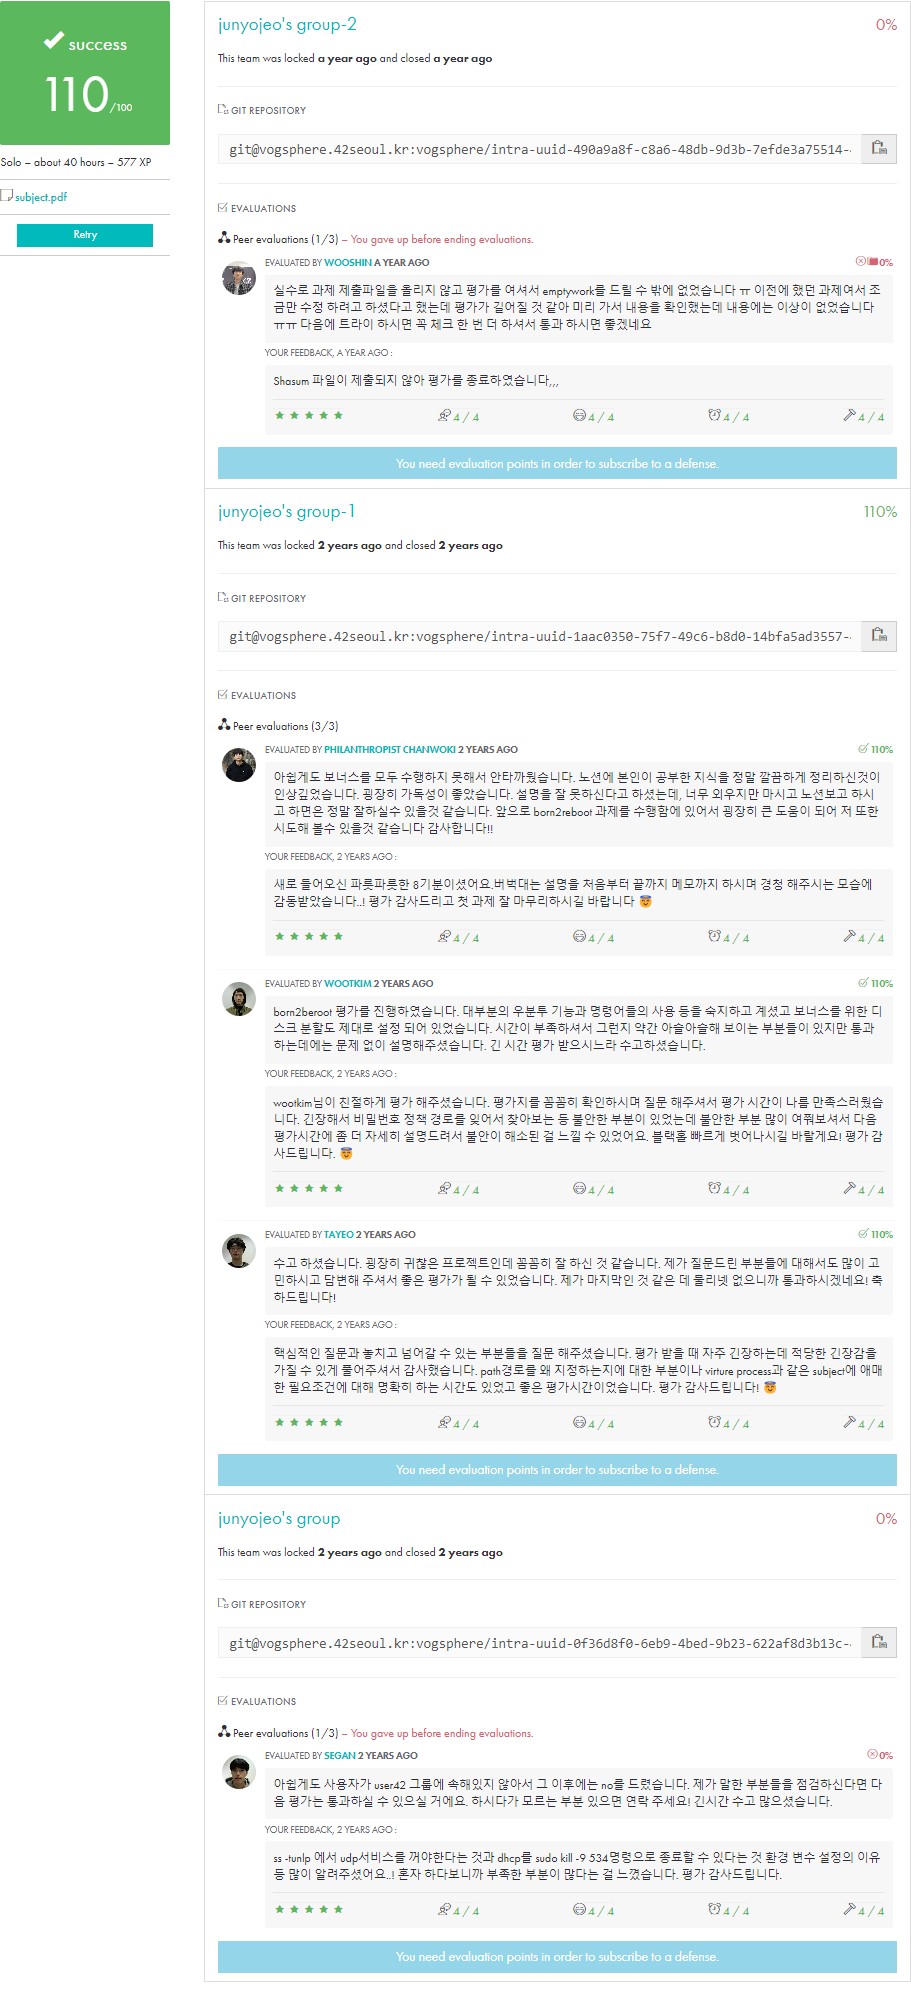 success
110/100
Solo – about 40 hours – 577 XP
subject.pdf
Retry
junyojeo's group-2
0%
This team was locked a year ago and closed a year ago
GIT REPOSITORY
git@vogsphere.42seoul.kr:vogsphere/intra-uuid-490a9a8f-c8a6-48db-9d3b-7efde3a75514-
EVALUATIONS
Peer evaluations (1/3) – You gave up before ending evaluations.
EVALUATED BY WOOSHIN A YEAR AGO
0%
실수로 과제 제출파일을 올리지 않고 평가를 여셔서 emptywork를 드릴 수 밖에 없었습니다 ㅠ 이전에 했던 과제여서 조
금만 수정 하려고 하셨다고 했는데 평가가 길어질 것 같아 미리 가서 내용을 확인했는데 내용에는 이상이 없었습니다
ㅠㅠ 다음에 트라이 하시면 꼭 체크 한 번 더 하셔서 통과 하시면 좋겠네요
YOUR FEEDBACK, A YEAR AGO :
Shasum 파일이 제출되지 않아 평가를 종료하였습니다,,,
4 / 4
4 / 4
4 / 4
4 / 4
You need evaluation points in order to subscribe to a defense.
junyojeo's group-1
110%
This team was locked 2 years ago and closed 2 years ago
GIT REPOSITORY
git@vogsphere.42seoul.kr:vogsphere/intra-uuid-1aac0350-75f7-49c6-b8d0-14bfa5ad3557-
EVALUATIONS
Peer evaluations (3/3)
EVALUATED BY PHILANTHROPIST CHANWOKI 2 YEARS AGO
110%
아쉽게도 보너스를 모두 수행하지 못해서 안타까웠습니다. 노션에 본인이 공부한 지식을 정말 깔끔하게 정리하신것이
인상깊었습니다. 굉장히 가독성이 좋았습니다. 설명을 잘 못하신다고 하셨는데, 너무 외우지만 마시고 노션보고 하시
고 하면은 정말 잘하실수 있을것 같습니다. 앞으로 born2reboot 과제를 수행함에 있어서 굉장히 큰 도움이 되어 저 또한
시도해 볼수 있을것 같습니다 감사합니다!!
YOUR FEEDBACK, 2 YEARS AGO :
새로 들어오신 파릇파릇한 8기분이셨어요.버벅대는 설명을 처음부터 끝까지 메모까지 하시며 경청 해주시는 모습에
감동받았습니다..! 평가 감사드리고 첫 과제 잘 마무리하시길 바랍니다 😇
4 / 4
4 / 4
4 / 4
4 / 4
EVALUATED BY WOOTKIM 2 YEARS AGO
110%
born2beroot 평가를 진행하였습니다. 대부분의 우분투 기능과 명령어들의 사용 등을 숙지하고 계셨고 보너스를 위한 디
스크 분할도 제대로 설정 되어 있었습니다. 시간이 부족하셔서 그런지 약간 아슬아슬해 보이는 부분들이 있지만 통과
하는데에는 문제 없이 설명해주셨습니다. 긴 시간 평가 받으시느라 수고하셨습니다.
YOUR FEEDBACK, 2 YEARS AGO :
wootkim님이 친절하게 평가 해주셨습니다. 평가지를 꼼꼼히 확인하시며 질문 해주셔서 평가 시간이 나름 만족스러웠습
니다. 긴장해서 비밀번호 정책 경로를 잊어서 찾아보는 등 불안한 부분이 있었는데 불안한 부분 많이 여쭤보셔서 다음
평가시간에 좀 더 자세히 설명드려서 불안이 해소된 걸 느낄 수 있었어요. 블랙홀 빠르게 벗어나시길 바랄게요! 평가 감
사드립니다. 😇
4 / 4
4 / 4
4 / 4
4 / 4
EVALUATED BY TAYEO 2 YEARS AGO
110%
수고 하셨습니다. 굉장히 귀찮은 프로젝트인데 꼼꼼히 잘 하신 것 같습니다. 제가 질문드린 부분들에 대해서도 많이 고
민하시고 답변해 주셔서 좋은 평가가 될 수 있었습니다. 제가 마지막인 것 같은 데 물리넷 없으니까 통과하시겠네요! 축
하드립니다!
YOUR FEEDBACK, 2 YEARS AGO :
핵심적인 질문과 놓치고 넘어갈 수 있는 부분들을 질문 해주셨습니다. 평가 받을 때 자주 긴장하는데 적당한 긴장감을
가질 수 있게 풀어주셔서 감사했습니다. path경로를 왜 지정하는지에 대한 부분이나 virture process과 같은 subject에 애매
한 필요조건에 대해 명확히 하는 시간도 있었고 좋은 평가시간이었습니다. 평가 감사드립니다! 😇
4 / 4
4 / 4
4 / 4
4 / 4
You need evaluation points in order to subscribe to a defense.
junyojeo's group
0%
This team was locked 2 years ago and closed 2 years ago
GIT REPOSITORY
git@vogsphere.42seoul.kr:vogsphere/intra-uuid-0f36d8f0-6eb9-4bed-9b23-622af8d3b13c-
EVALUATIONS
Peer evaluations (1/3) – You gave up before ending evaluations.
EVALUATED BY SEGAN 2 YEARS AGO
0%
아쉽게도 사용자가 user42 그룹에 속해있지 않아서 그 이후에는 no를 드렸습니다. 제가 말한 부분들을 점검하신다면 다
음 평가는 통과하실 수 있으실 거에요. 하시다가 모르는 부분 있으면 연락 주세요! 긴시간 수고 많으셨습니다.
YOUR FEEDBACK, 2 YEARS AGO :
ss -tunlp 에서 udp서비스를 꺼야한다는 것과 dhcp를 sudo kill -9 534명령으로 종료할 수 있다는 것 환경 변수 설정의 이유
등 많이 알려주셨어요..! 혼자 하다보니까 부족한 부분이 많다는 걸 느꼈습니다. 평가 감사드립니다.
4 / 4
4 / 4
4 / 4
4 / 4
You need evaluation points in order to subscribe to a defense.